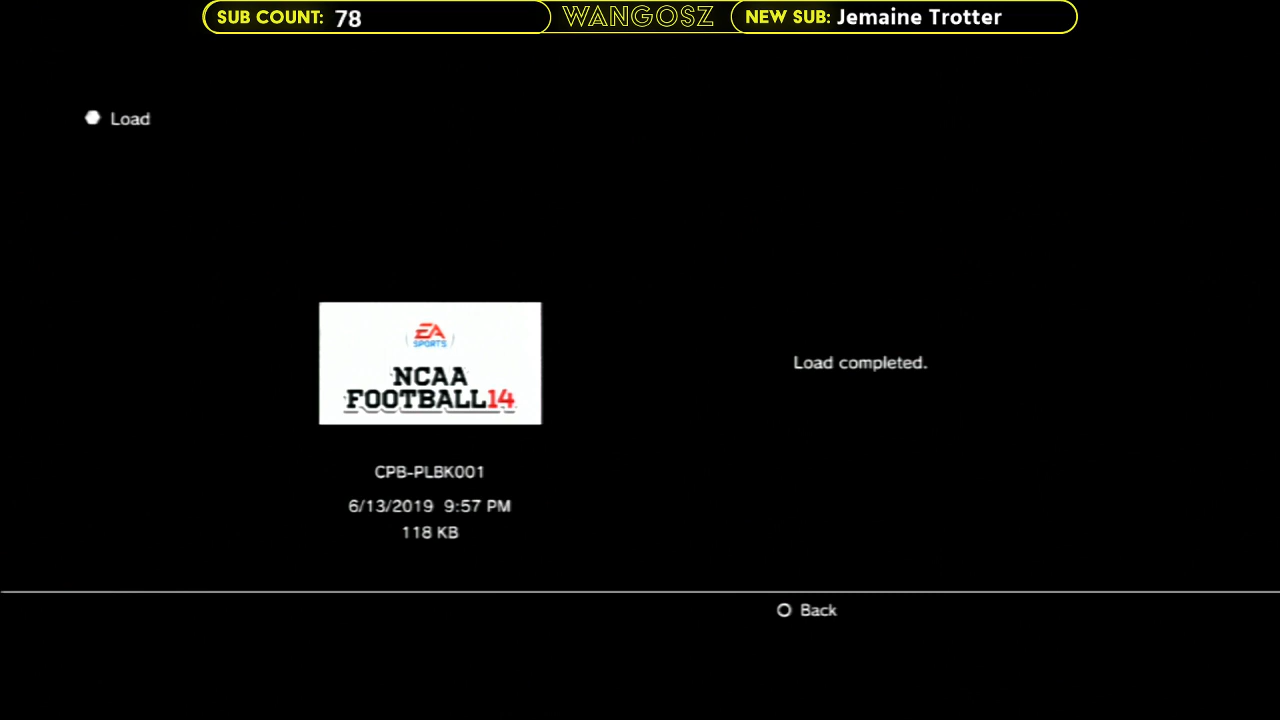 SUB COUNT: 78 WANGOSZ NEW SUB: Jemaine Trotter
Load
EA
SPORTS
NCAA
FOOTBALL14
Load completed.
CPB-PLBK001
6/13/2019 9:57 PM
118 KB
Back